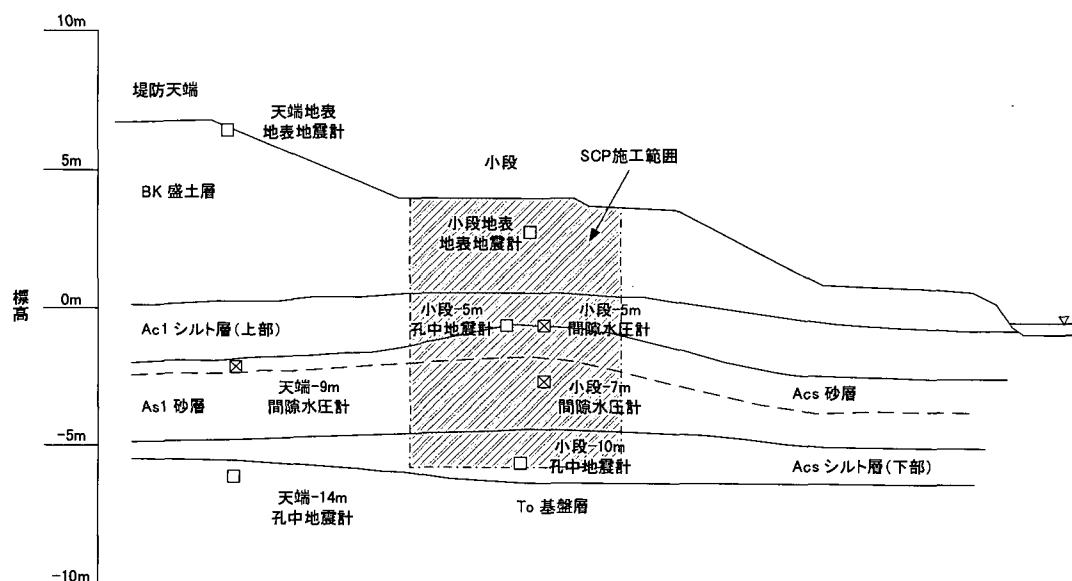 10m
堤防天端
天端地表
地表地震計
5m
小段
SCP施工範囲
BK 盛土層
小段地表
地表地震計
標高
0m
Ac1 シルト層(上部)
小段-5m
孔中地震計
小段-5m
間隙水圧計
As1 砂層
天端-9m
間隙水圧計
小段-7m
間隙水圧計
Acs 砂層
-5m
小段-10m
孔中地震計
Acs シルト層(下部)
天端-14m
孔中地震計
To 基盤層
-10m